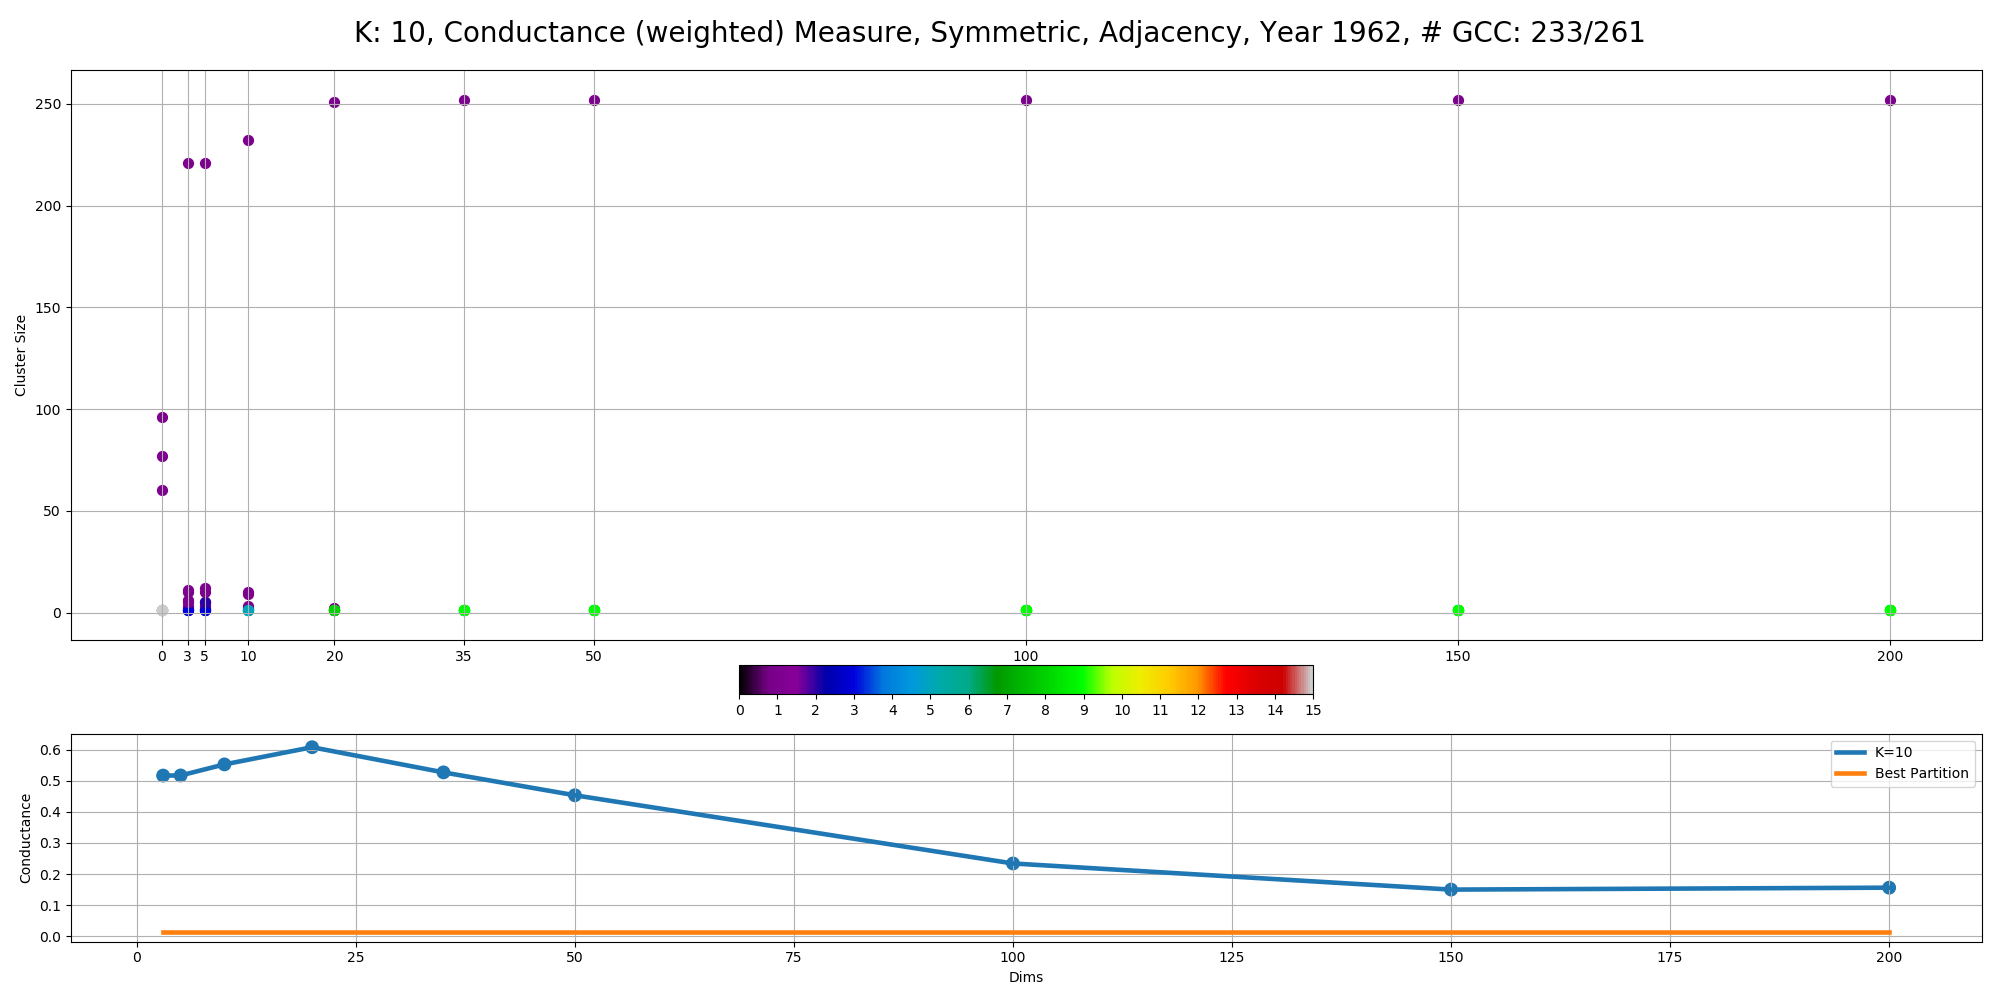 K: 10, Conductance (weighted) Measure, Symmetric, Adjacency, Year 1962, # GCC: 233/261
250
200
150
100
50
0
Cluster Size
0 3 5 10 20 35 50 100 150 200
0 1 2 3 4 5 6 7 8 9 10 11 12 13 14 15
0.6
0.5
0.4
0.3
0.2
0.1
0.0
Conductance
K=10
Best Partition
0 25 50 75 100 125 150 175 200
Dims